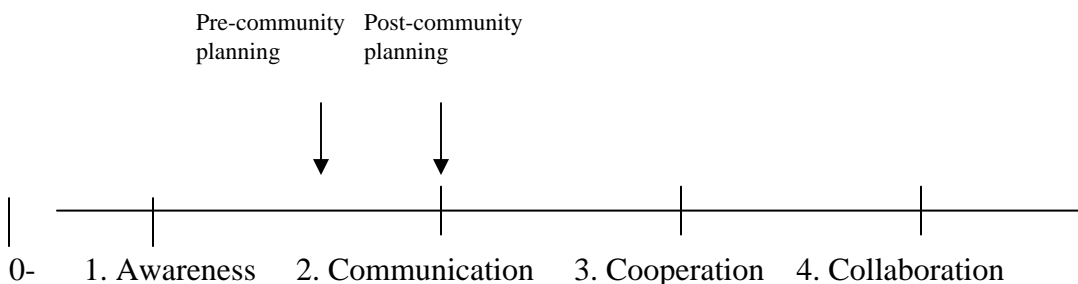 Pre-community Post-community
planning planning
0- 1. Awareness 2. Communication 3. Cooperation 4. Collaboration